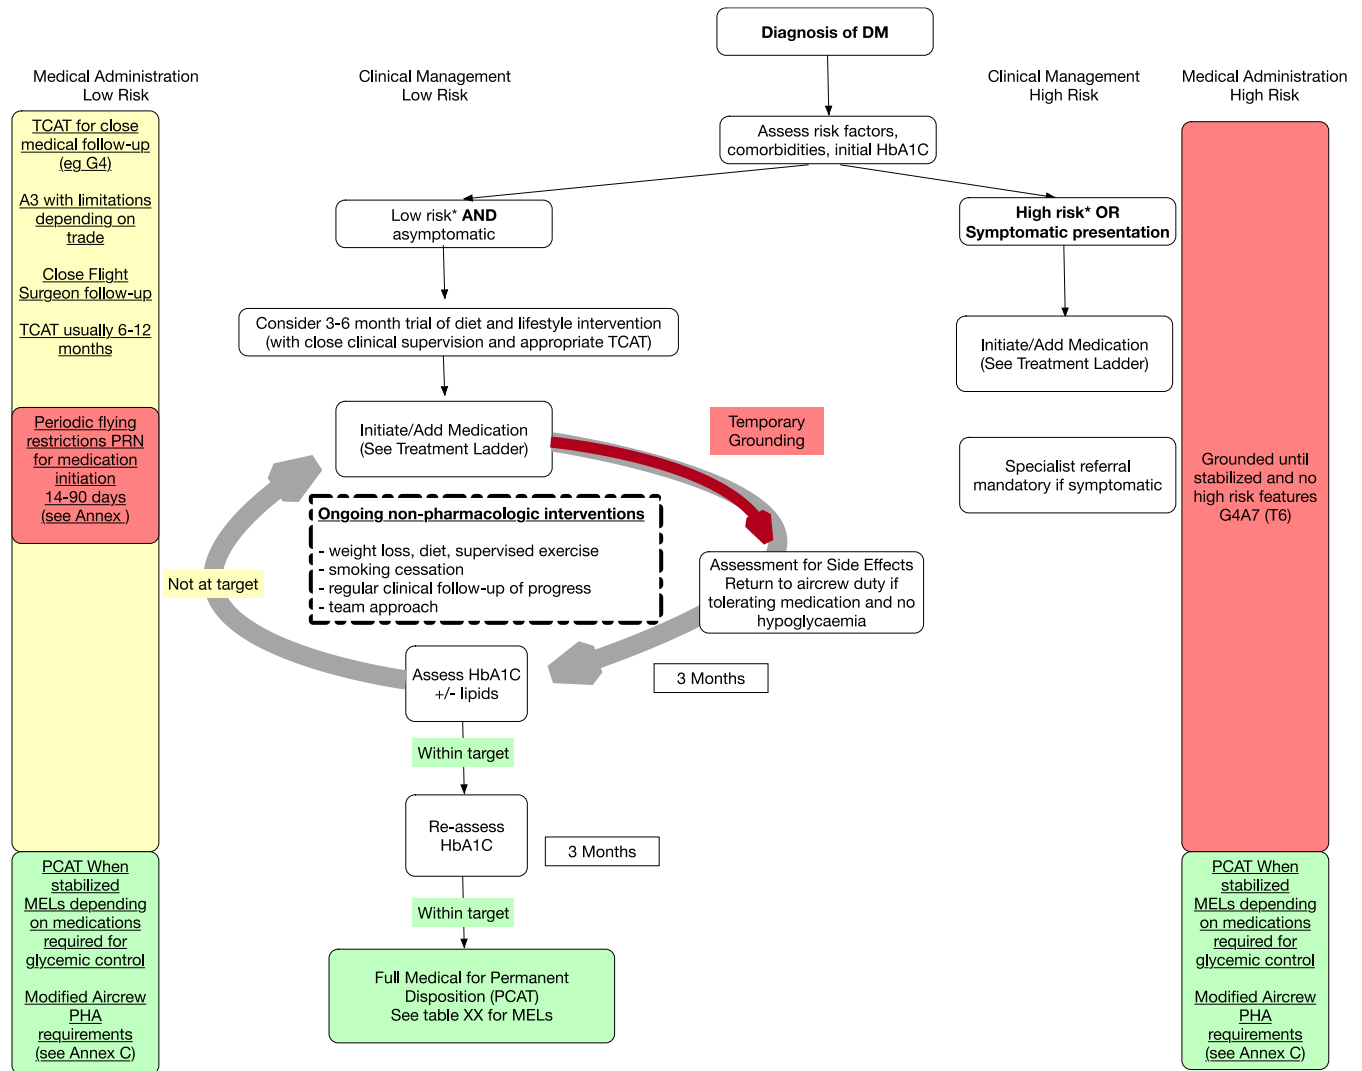 Diagnosis of DM
Medical Administration
Low Risk
Clinical Management
Low Risk
Clinical Management
High Risk
Medical Administration
High Risk
TCAT for close
medical follow-up
(eg G4)
A3 with limitations
depending on
trade
Close Flight
Surgeon follow-up
TCAT usually 6-12
months
Periodic flying
restrictions PRN
for medication
initiation
14-90 days
(see Annex )
PCAT When
stabilized
MELs depending
on medications
required for
glycemic control
Modified Aircrew
PHA
requirements
(see Annex C)
Assess risk factors,
comorbidities, initial HbA1C
Low risk* AND
asymptomatic
Consider 3-6 month trial of diet and lifestyle intervention
(with close clinical supervision and appropriate TCAT)
Initiate/Add Medication
(See Treatment Ladder)
Temporary
Grounding
Ongoing non-pharmacologic interventions
- weight loss, diet, supervised exercise
- smoking cessation
- regular clinical follow-up of progress
- team approach
Assessment for Side Effects
Return to aircrew duty if
tolerating medication and no
hypoglycaemia
Not at target
3 Months
Assess HbA1C
+/- lipids
Within target
Re-assess
HbA1C
3 Months
Within target
Full Medical for Permanent
Disposition (PCAT)
See table XX for MELs
High risk* OR
Symptomatic presentation
Initiate/Add Medication
(See Treatment Ladder)
Specialist referral
mandatory if symptomatic
Grounded until
stabilized and no
high risk features
G4A7 (T6)
PCAT When
stabilized
MELs depending
on medications
required for
glycemic control
Modified Aircrew
PHA
requirements
(see Annex C)